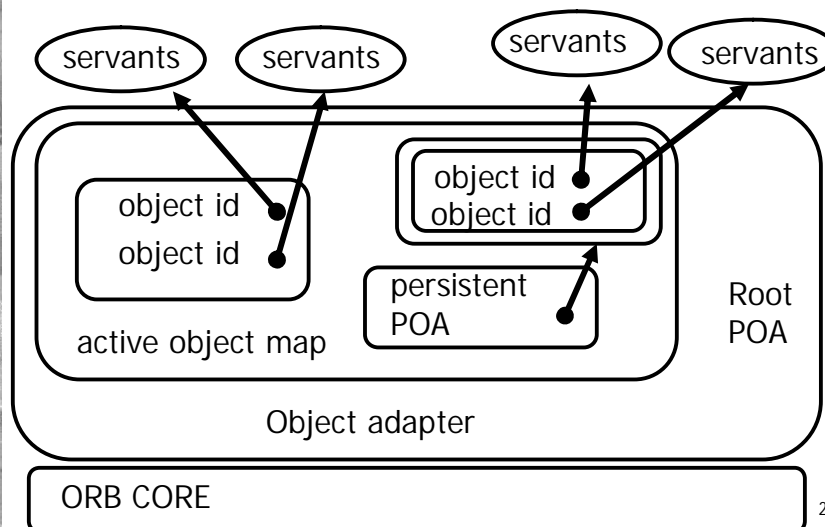 servants
servants
servants
servants
object id
object id
object id
object id
persistent
POA
Root
POA
active object map
Object adapter
ORB CORE
2